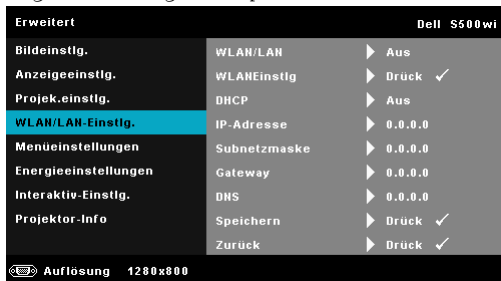 Erweitert Dell S500wi
Bildeinstlg.
Anzeigeeinstlg.
Projek.einstlg.
WLAN/LAN-Einstlg.
Menüeinstellungen
Energieeinstellungen
Interaktiv-Einstlg.
Projektor-Info
WLAN/LAN Aus
WLANEinstlg Drück ✓
DHCP Aus
IP-Adresse 0.0.0.0
Subnetzmaske 0.0.0.0
Gateway 0.0.0.0
DNS 0.0.0.0
Speichern Drück ✓
Zurück Drück ✓
Auflösung 1280x800